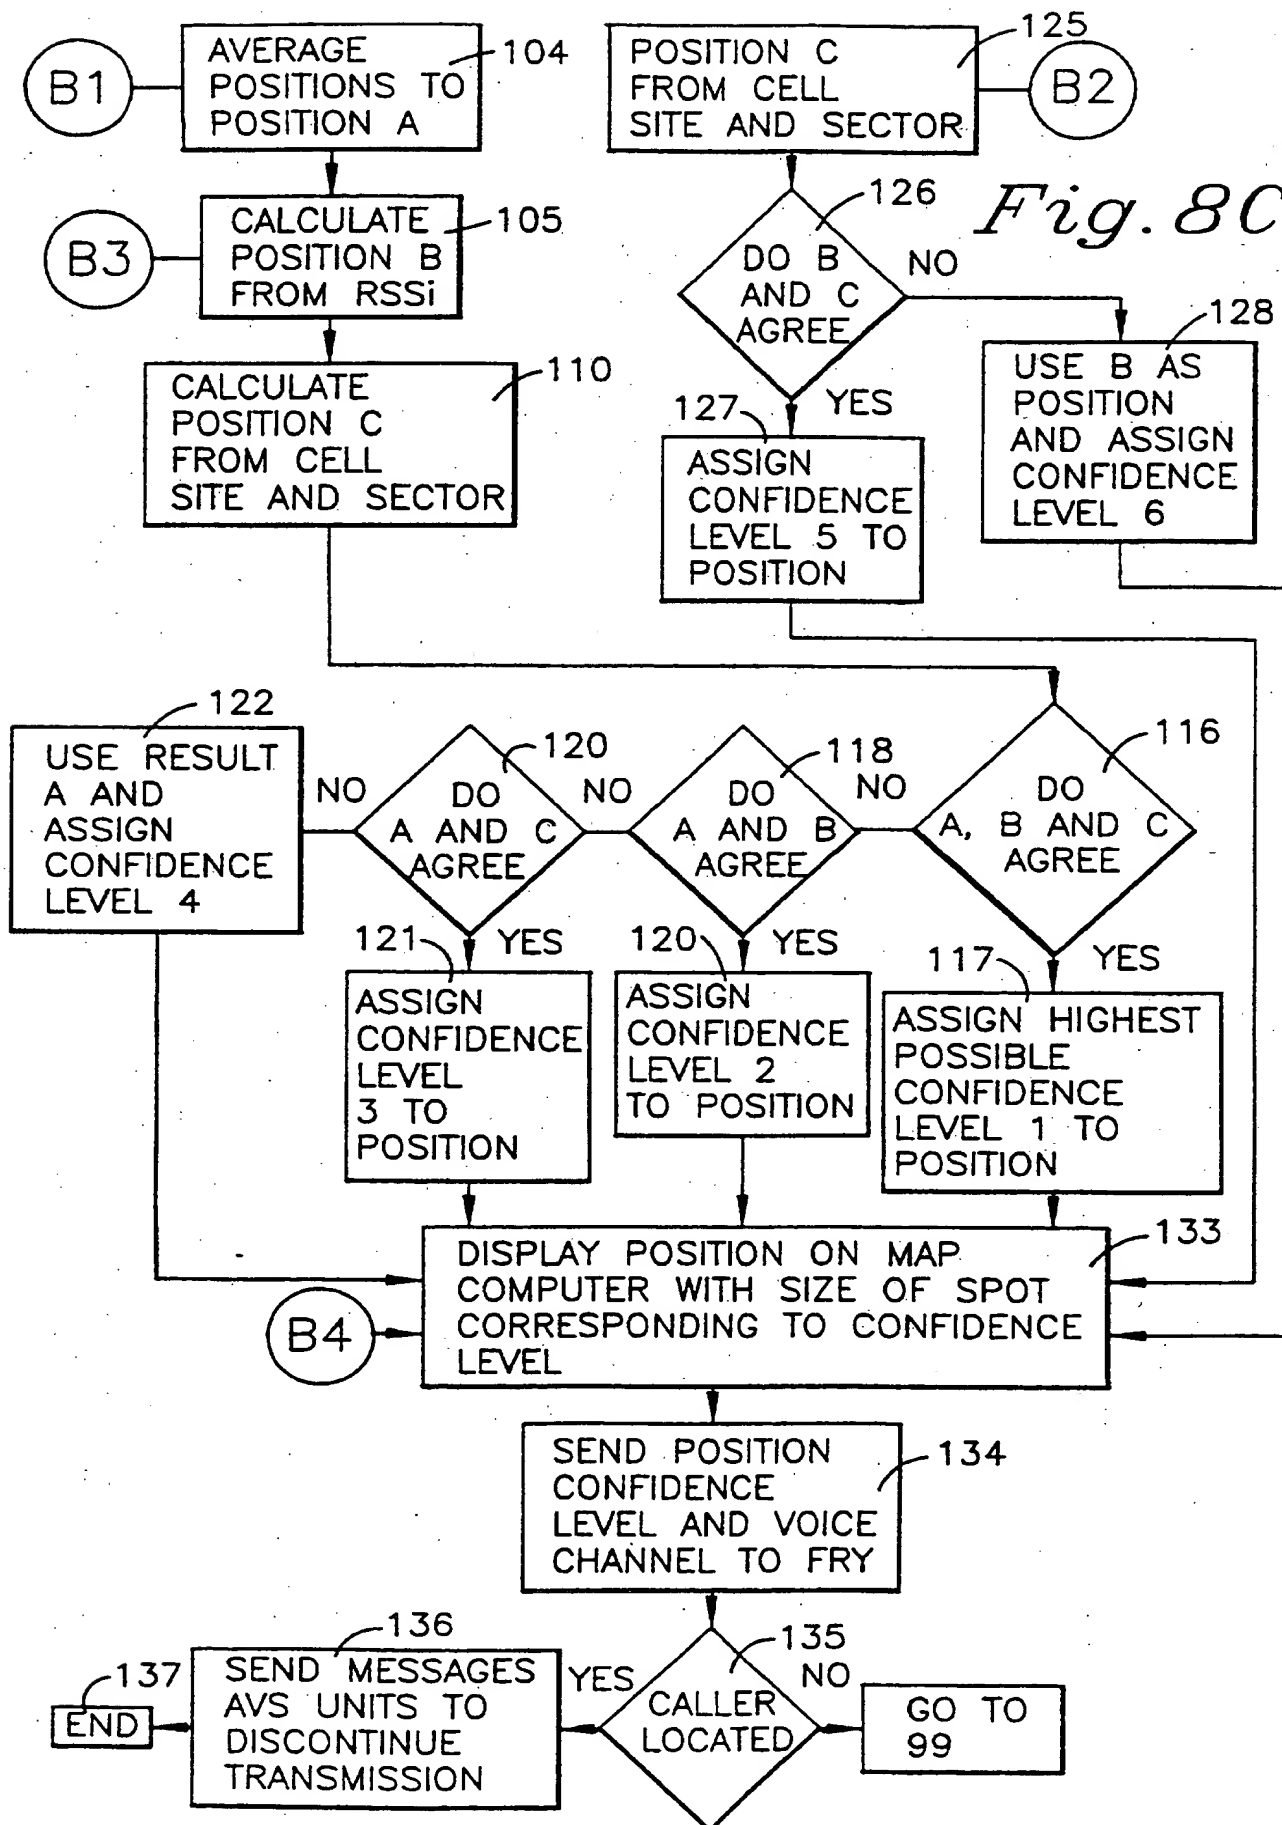 B1
AVERAGE
POSITIONS TO
POSITION A
104
POSITION C
FROM CELL
SITE AND SECTOR
125
B2
Fig. 8C
B3
CALCULATE
POSITION B
FROM RSSi
105
126
DO B
AND C
AGREE
NO
YES
CALCULATE
POSITION C
FROM CELL
SITE AND SECTOR
110
127
ASSIGN
CONFIDENCE
LEVEL 5 TO
POSITION
128
USE B AS
POSITION
AND ASSIGN
CONFIDENCE
LEVEL 6
122
USE RESULT
A AND
ASSIGN
CONFIDENCE
LEVEL 4
NO
120
DO
A AND C
AGREE
NO
118
DO
A AND B
AGREE
NO
116
DO
A, B AND C
AGREE
121
YES
ASSIGN
CONFIDENCE
LEVEL
3 TO
POSITION
120
YES
ASSIGN
CONFIDENCE
LEVEL 2
TO POSITION
117
YES
ASSIGN HIGHEST
POSSIBLE
CONFIDENCE
LEVEL 1 TO
POSITION
B4
DISPLAY POSITION ON MAP
COMPUTER WITH SIZE OF SPOT
CORRESPONDING TO CONFIDENCE
LEVEL
133
SEND POSITION
CONFIDENCE
LEVEL AND VOICE
CHANNEL TO FRY
134
135
CALLER
LOCATED
YES
NO
136
SEND MESSAGES
AVS UNITS TO
DISCONTINUE
TRANSMISSION
137
END
GO TO
99